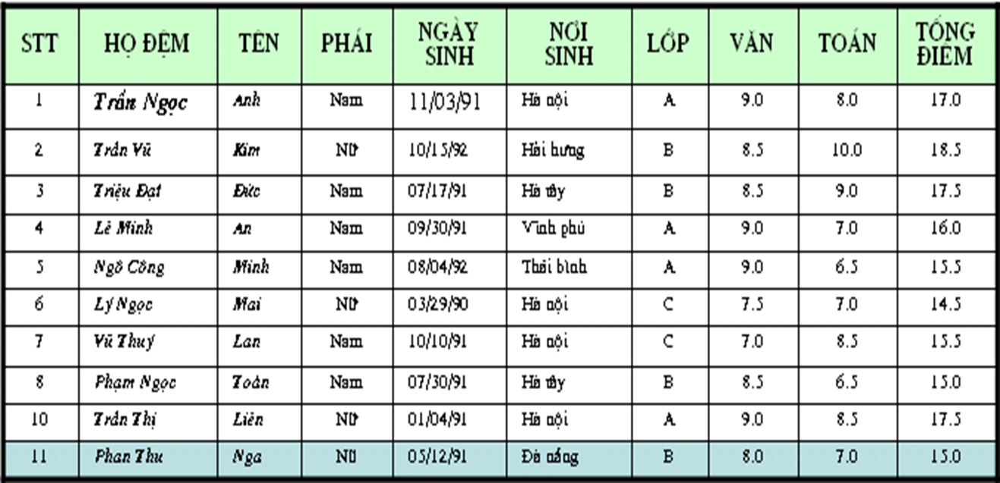 STT HỌ ĐỆM TÊN PHÁI NGÀY SINH NƠI SINH LỚP VĂN TOÁN TỔNG ĐIỂM
1 Trần Ngọc Anh Nam 11/03/91 Hà nội A 9.0 8.0 17.0
2 Trần Vũ Kim Nữ 10/15/92 Hải hưng B 8.5 10.0 18.5
3 Triệu Đạt Đức Nam 07/17/91 Hà tây B 8.5 9.0 17.5
4 Lê Minh An Nam 09/30/91 Vĩnh phú A 9.0 7.0 16.0
5 Ngô Công Minh Nam 08/04/92 Thái bình A 9.0 6.5 15.5
6 Lý Ngọc Mai Nữ 03/29/90 Hà nội C 7.5 7.0 14.5
7 Vũ Thuý Lan Nam 10/10/91 Hà nội C 7.0 8.5 15.5
8 Phạm Ngọc Toàn Nam 07/30/91 Hà tây B 8.5 6.5 15.0
10 Trần Thị Liên Nữ 01/04/91 Hà nội A 9.0 8.5 17.5
11 Phan Thu Nga Nữ 05/12/91 Đà nẵng B 8.0 7.0 15.0